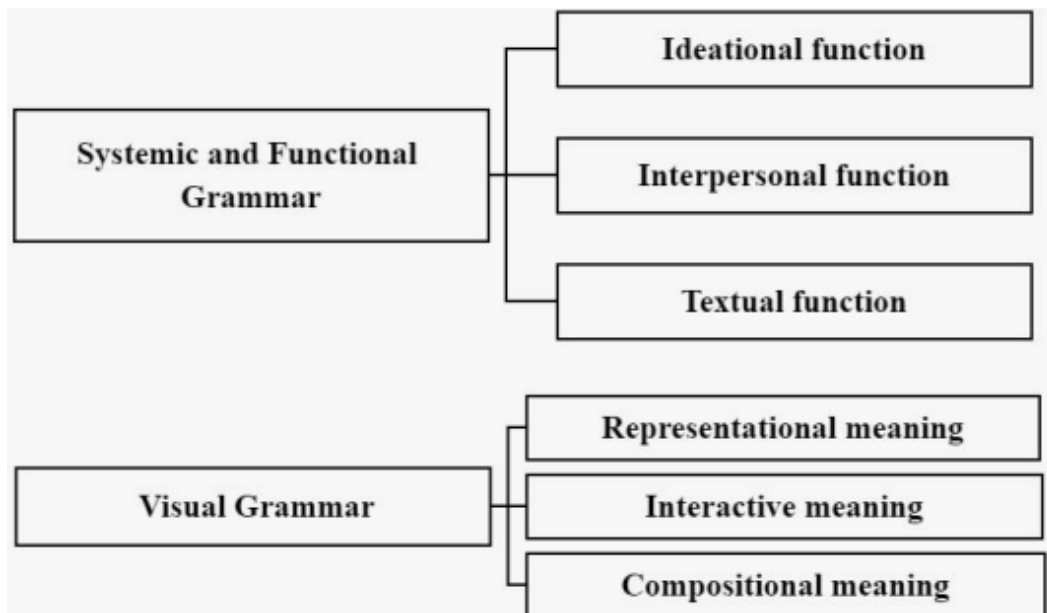 Systemic and Functional
Grammar
Ideational function
Interpersonal function
Textual function
Visual Grammar
Representational meaning
Interactive meaning
Compositional meaning